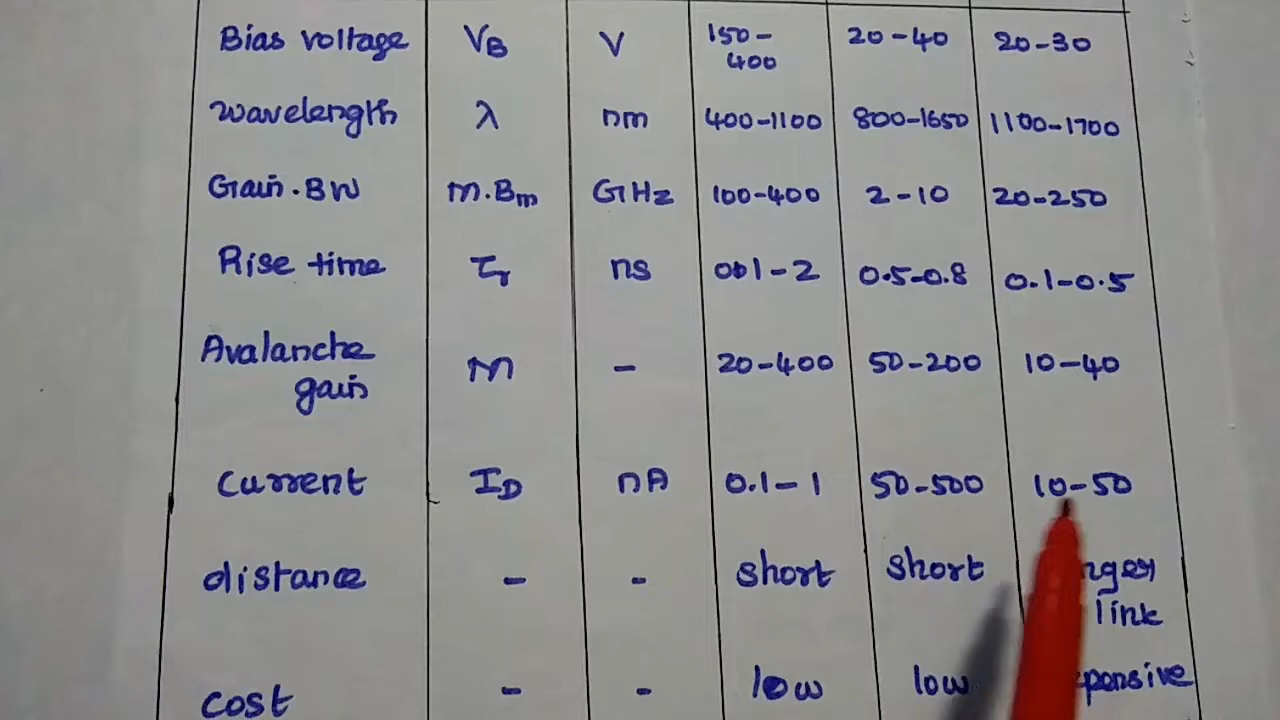 Bias voltage VB V 150- 20-40 20-30
400
wavelength λ nm 400-1100 800-1650 1100-1700
Gain.BW M.Bm GHz 100-400 2-10 20-250
Rise time τr ns 0.1-2 0.5-0.8 0.1-0.5
Avalanche
gain M - 20-400 50-200 10-40
current ID nA 0.1-1 50-500 10-50
distance - - short short
link
cost - - low low